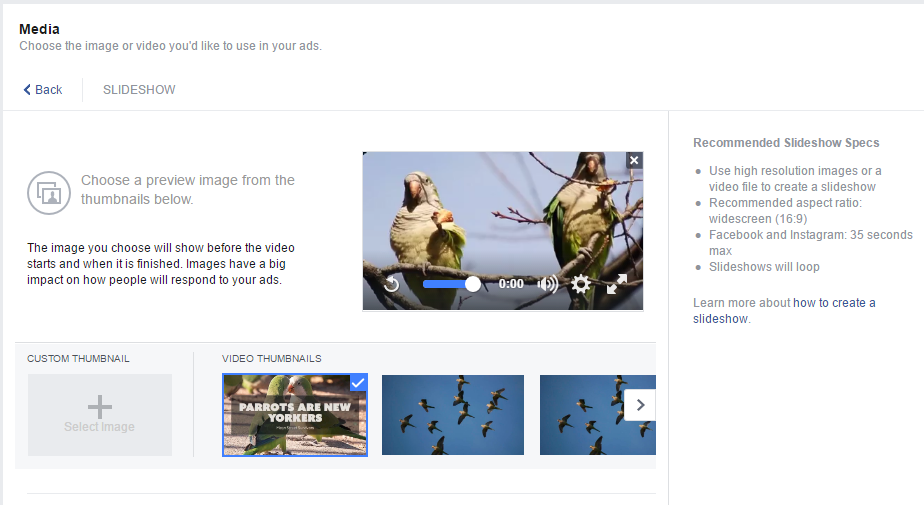 Media
Choose the image or video you'd like to use in your ads.
Back
SLIDESHOW
Choose a preview image from the
thumbnails below.
The image you choose will show before the video
starts and when it is finished. Images have a big
impact on how people will respond to your ads.
0:00
Recommended Slideshow Specs
Use high resolution images or a
video file to create a slideshow
Recommended aspect ratio:
widescreen (16:9)
Facebook and Instagram: 35 seconds
max
Slideshows will loop
Learn more about how to create a
slideshow.
CUSTOM THUMBNAIL
Select Image
VIDEO THUMBNAILS
PARROTS ARE NEW
YORKERS